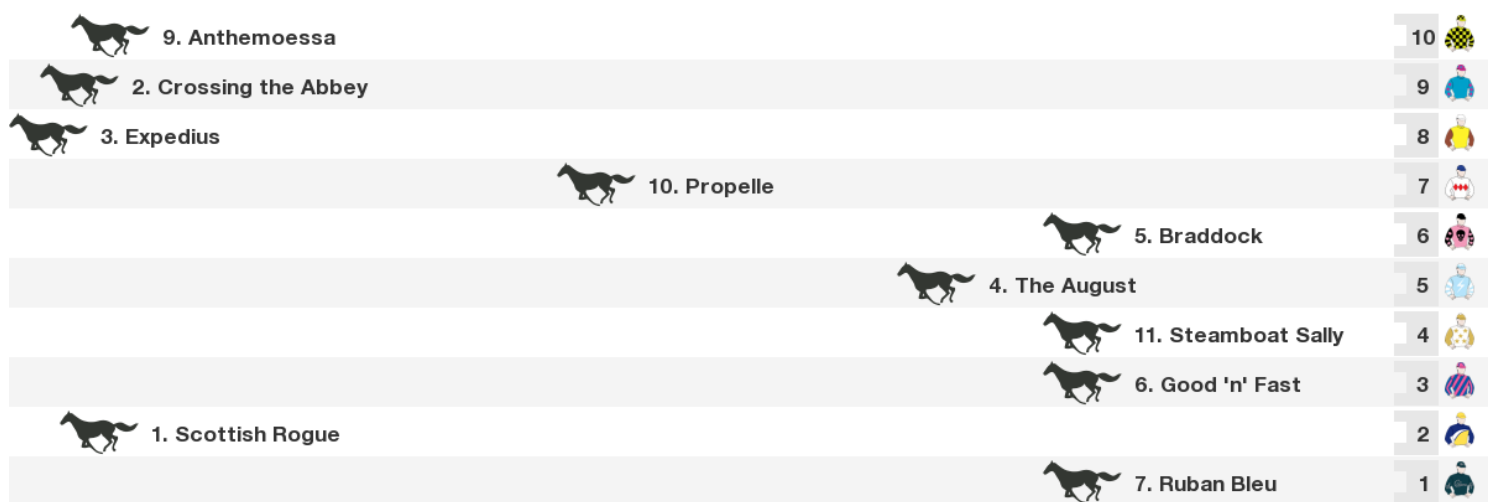 9. Anthemoessa 10
2. Crossing the Abbey 9
3. Expedius 8
10. Propelle 7
5. Braddock 6
4. The August 5
11. Steamboat Sally 4
6. Good 'n' Fast 3
1. Scottish Rogue 2
7. Ruban Bleu 1